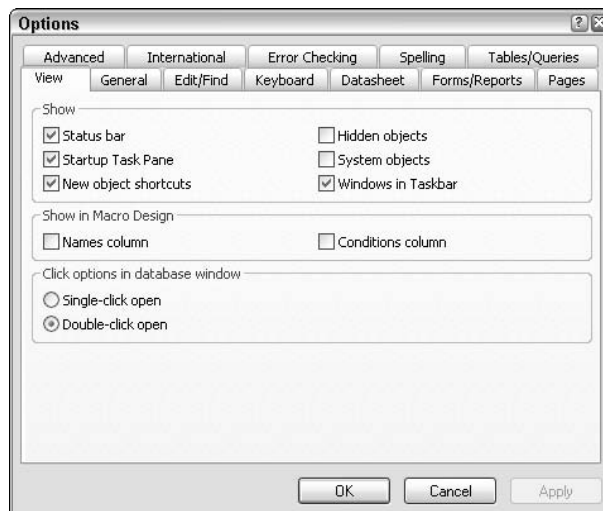 Options
Advanced International Error Checking Spelling Tables/Queries
View General Edit/Find Keyboard Datasheet Forms/Reports Pages
Show
Status bar Hidden objects
Startup Task Pane System objects
New object shortcuts Windows in Taskbar
Show in Macro Design
Names column Conditions column
Click options in database window
Single-click open
Double-click open
OK Cancel Apply